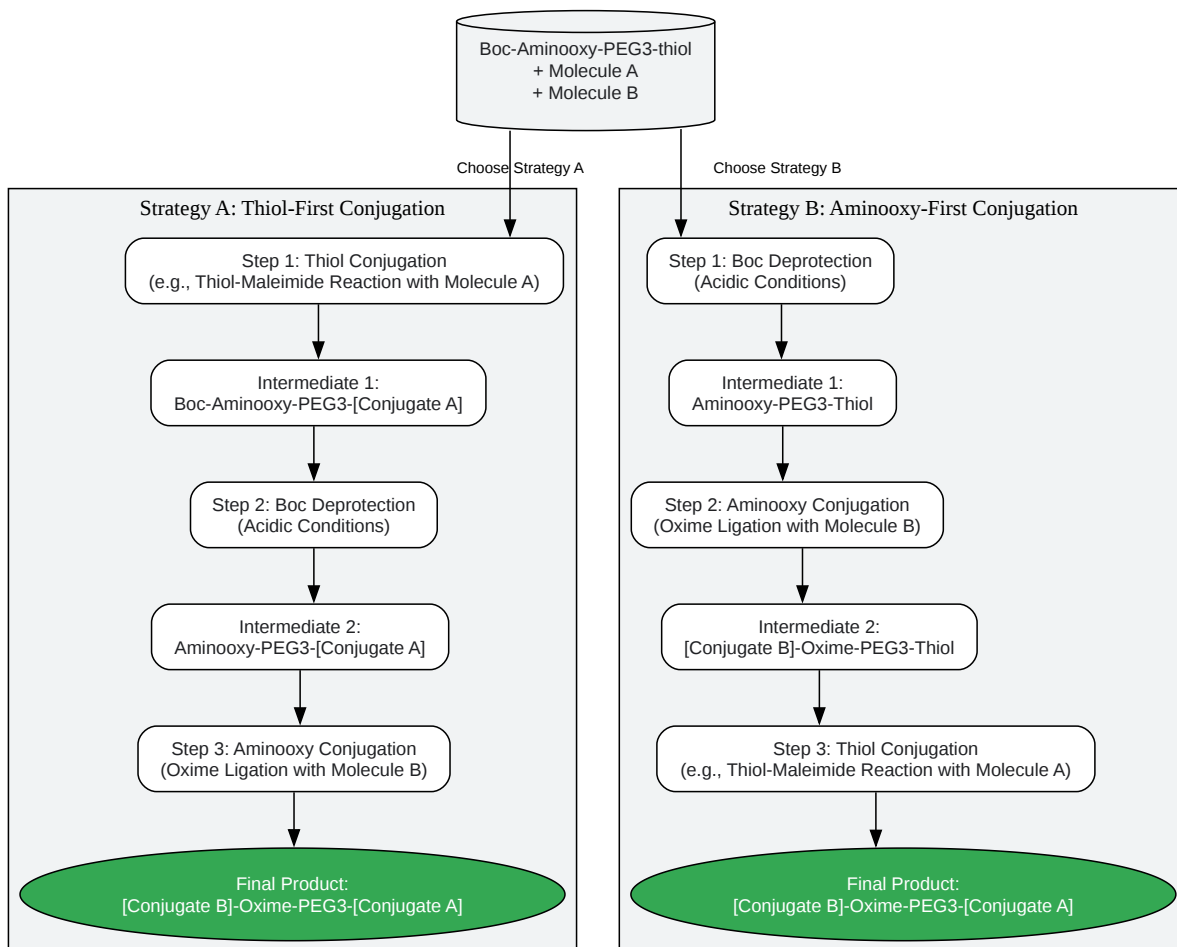 Boc-Aminooxy-PEG3-thiol
+ Molecule A
+ Molecule B
Choose Strategy A
Choose Strategy B
Strategy A: Thiol-First Conjugation
Step 1: Thiol Conjugation
(e.g., Thiol-Maleimide Reaction with Molecule A)
Intermediate 1:
Boc-Aminooxy-PEG3-[Conjugate A]
Step 2: Boc Deprotection
(Acidic Conditions)
Intermediate 2:
Aminooxy-PEG3-[Conjugate A]
Step 3: Aminooxy Conjugation
(Oxime Ligation with Molecule B)
Final Product:
[Conjugate B]-Oxime-PEG3-[Conjugate A]
Strategy B: Aminooxy-First Conjugation
Step 1: Boc Deprotection
(Acidic Conditions)
Intermediate 1:
Aminooxy-PEG3-Thiol
Step 2: Aminooxy Conjugation
(Oxime Ligation with Molecule B)
Intermediate 2:
[Conjugate B]-Oxime-PEG3-Thiol
Step 3: Thiol Conjugation
(e.g., Thiol-Maleimide Reaction with Molecule A)
Final Product:
[Conjugate B]-Oxime-PEG3-[Conjugate A]